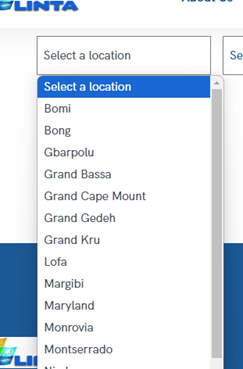 LINTA
About Us
Select a location
Se
Select a location
Bomi
Bong
Gbarpolu
Grand Bassa
Grand Cape Mount
Grand Gedeh
Grand Kru
Lofa
Margibi
Maryland
Monrovia
Montserrado